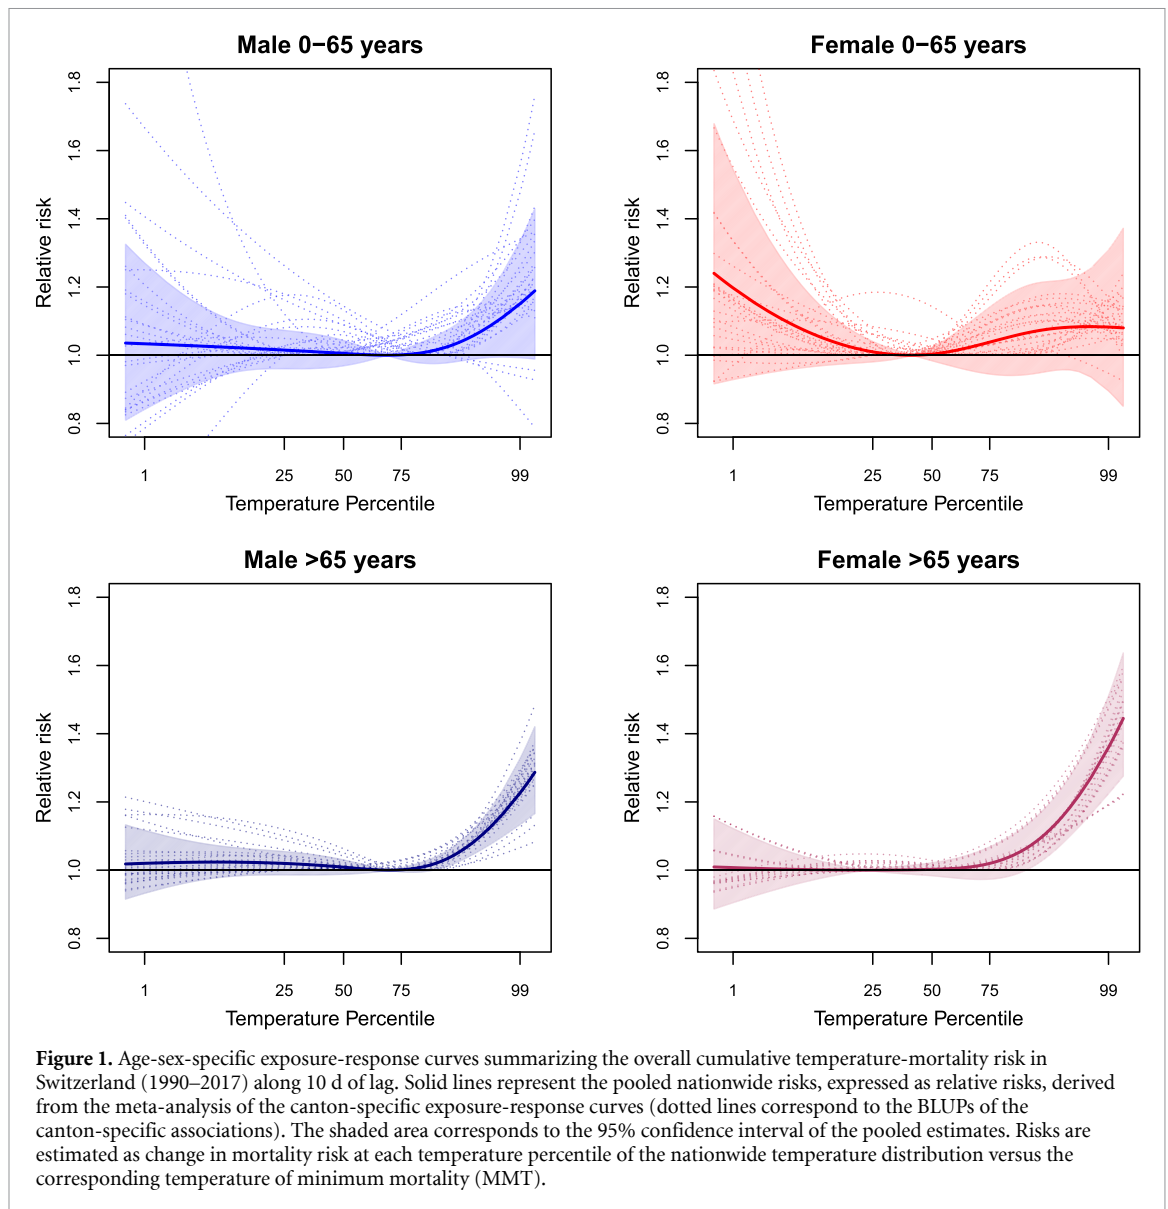 Male 0−65 years
1.8
1.6
1.4
1.2
1.0
0.8
Relative risk
1 25 50 75 99
Temperature Percentile
Female 0−65 years
1.8
1.6
1.4
1.2
1.0
0.8
Relative risk
1 25 50 75 99
Temperature Percentile
Male >65 years
1.8
1.6
1.4
1.2
1.0
0.8
Relative risk
1 25 50 75 99
Temperature Percentile
Female >65 years
1.8
1.6
1.4
1.2
1.0
0.8
Relative risk
1 25 50 75 99
Temperature Percentile
Figure 1. Age-sex-specific exposure-response curves summarizing the overall cumulative temperature-mortality risk in
Switzerland (1990–2017) along 10 d of lag. Solid lines represent the pooled nationwide risks, expressed as relative risks, derived
from the meta-analysis of the canton-specific exposure-response curves (dotted lines correspond to the BLUPs of the
canton-specific associations). The shaded area corresponds to the 95% confidence interval of the pooled estimates. Risks are
estimated as change in mortality risk at each temperature percentile of the nationwide temperature distribution versus the
corresponding temperature of minimum mortality (MMT).